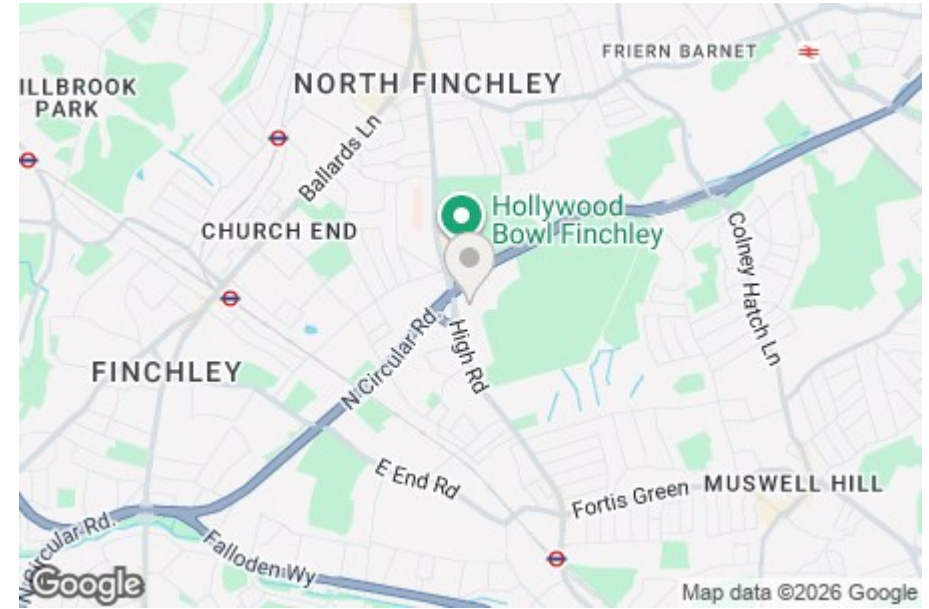 FRIERN BARNET
NORTH FINCHLEY
ILLBROOK
PARK
Ballards Ln
Hollywood
Bowl Finchley
CHURCH END
Colney Hatch Ln
N Circular Rd.
High Rd
FINCHLEY
E End Rd
Fortis Green
MUSWELL HILL
Circular Rd.
Falloden Wy
Google
Map data ©2026 Google